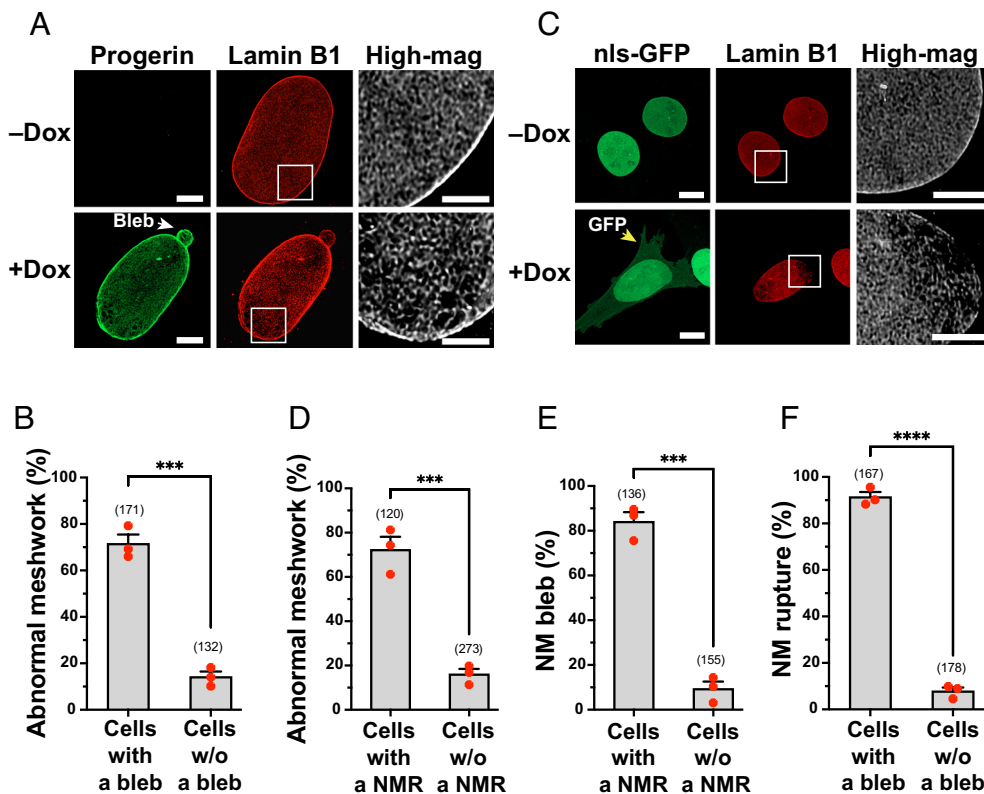 A
Progerin Lamin B1 High-mag
–Dox
Bleb
+Dox
C
nls-GFP Lamin B1 High-mag
–Dox
GFP
+Dox
B
Abnormal meshwork (%)
100
80
60
40
20
0
***
(171)
(132)
Cells with a bleb
Cells w/o a bleb
D
Abnormal meshwork (%)
100
80
60
40
20
0
***
(120)
(273)
Cells with a NMR
Cells w/o a NMR
E
NM bleb (%)
100
80
60
40
20
0
***
(136)
(155)
Cells with a NMR
Cells w/o a NMR
F
NM rupture (%)
100
80
60
40
20
0
****
(167)
(178)
Cells with a bleb
Cells w/o a bleb